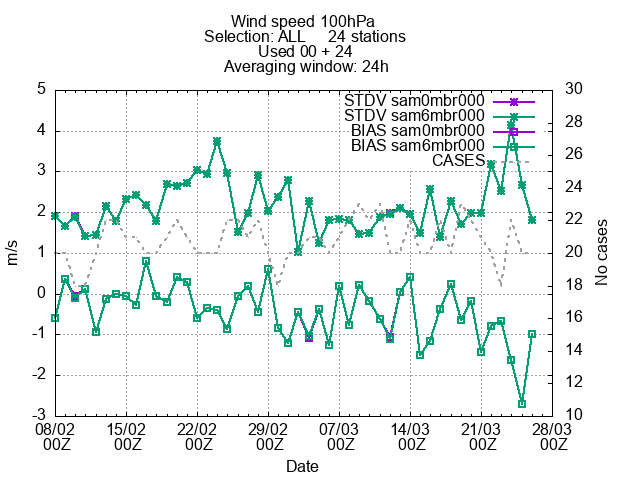 Wind speed 100hPa
Selection: ALL 24 stations
Used 00 + 24
Averaging window: 24h
STDV sam0mbr000
STDV sam6mbr000
BIAS sam0mbr000
BIAS sam6mbr000
CASES
5
4
3
2
1
0
-1
-2
-3
m/s
30
28
26
24
22
20
18
16
14
12
10
No cases
08/02 15/02 22/02 29/02 07/03 14/03 21/03 28/03
00Z 00Z 00Z 00Z 00Z 00Z 00Z 00Z
Date